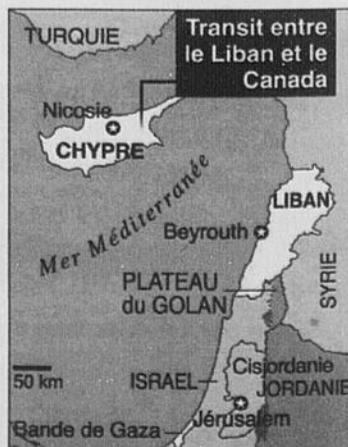 TURQUIE
Transit entre
le Liban et le
Canada
Nicosie
CHYPRE
Mer Méditerranée
LIBAN
Beyrouth
SYRIE
PLATEAU
du GOLAN
Cisjordanie
50 km
ISRAEL
JORDANIE
Jérusalem
Bande de Gaza